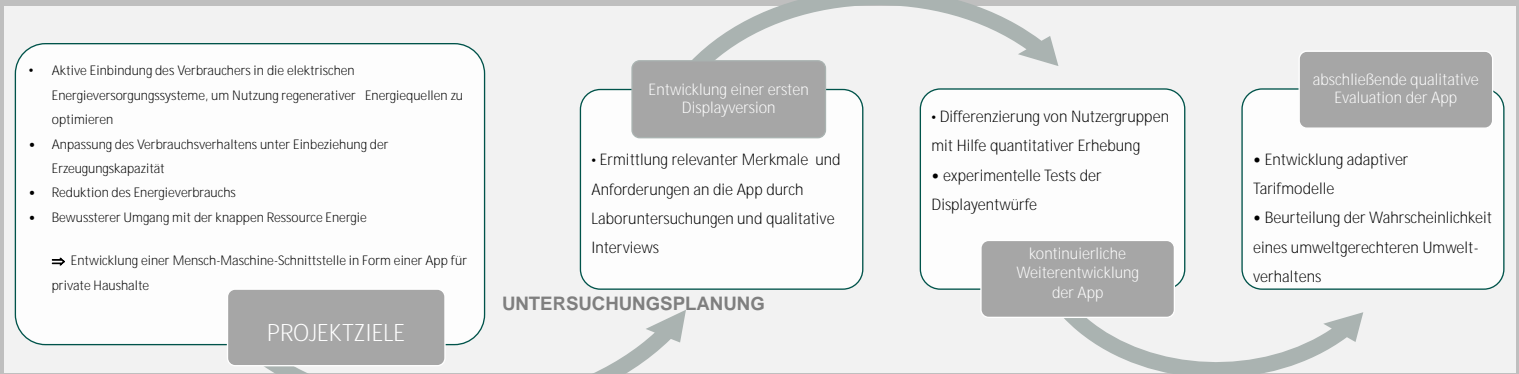 • Aktive Einbindung des Verbrauchers in die elektrischen
Energieversorgungssysteme, um Nutzung regenerativer Energiequellen zu
optimieren
• Anpassung des Verbrauchsverhaltens unter Einbeziehung der
Erzeugungskapazität
• Reduktion des Energieverbrauchs
• Bewussterer Umgang mit der knappen Ressource Energie
⇒ Entwicklung einer Mensch-Maschine-Schnittstelle in Form einer App für
private Haushalte
PROJEKTZIELE
UNTERSUCHUNGSPLANUNG
Entwicklung einer ersten
Displayversion
• Ermittlung relevanter Merkmale und
Anforderungen an die App durch
Laboruntersuchungen und qualitative
Interviews
• Differenzierung von Nutzergruppen
mit Hilfe quantitativer Erhebung
• experimentelle Tests der
Displayentwürfe
kontinuierliche
Weiterentwicklung
der App
abschließende qualitative
Evaluation der App
• Entwicklung adaptiver
Tarifmodelle
• Beurteilung der Wahrscheinlichkeit
eines umweltgerechteren Umwelt-
verhaltens